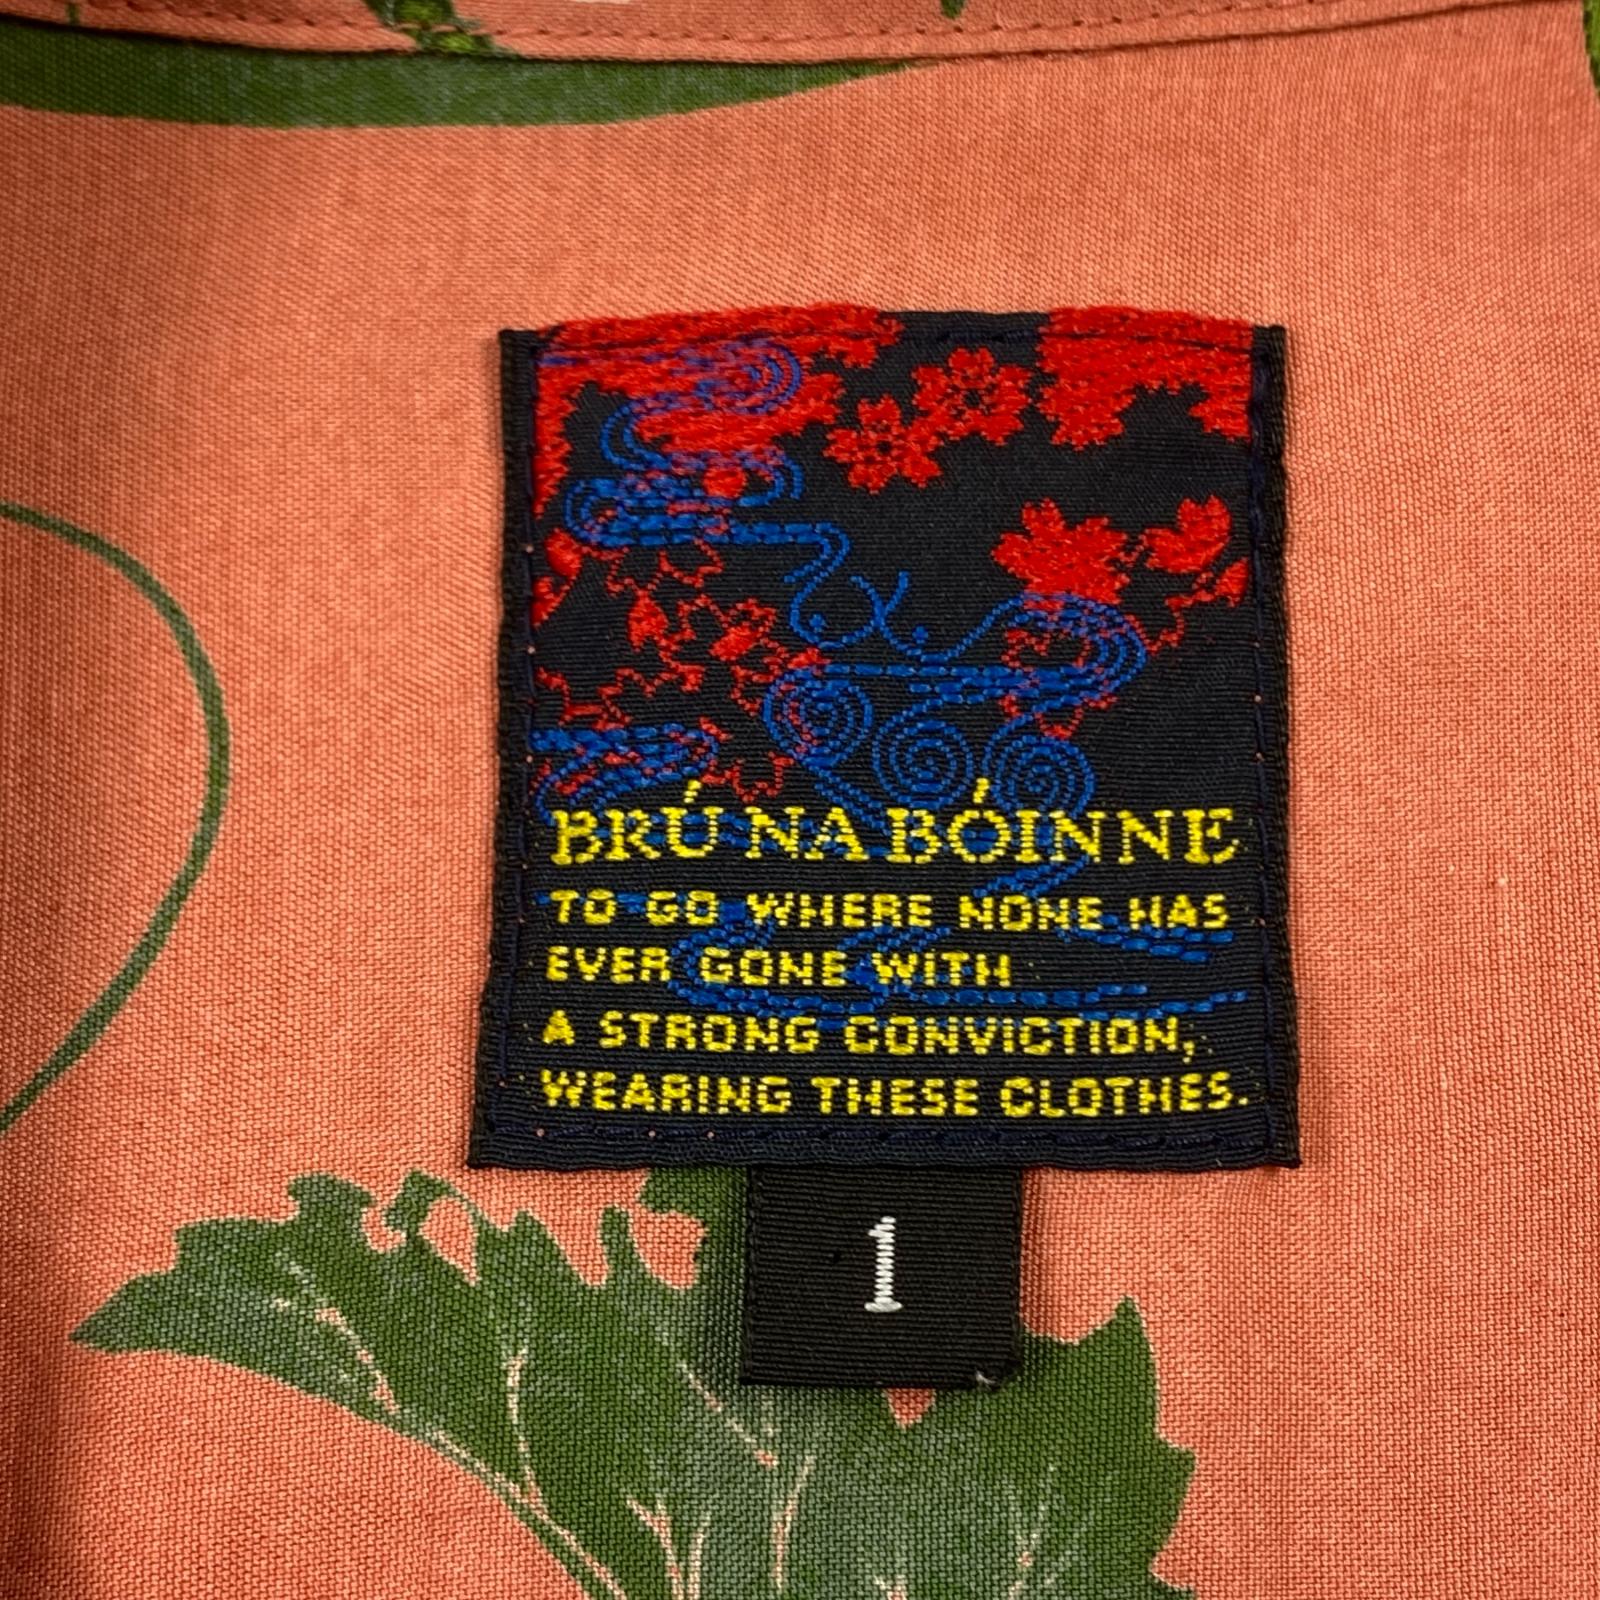 BRÚ NA BÓINNE
TO GO WHERE NONE HAS
EVER GONE WITH
A STRONG CONVICTION,
WEARING THESE CLOTHES.
1